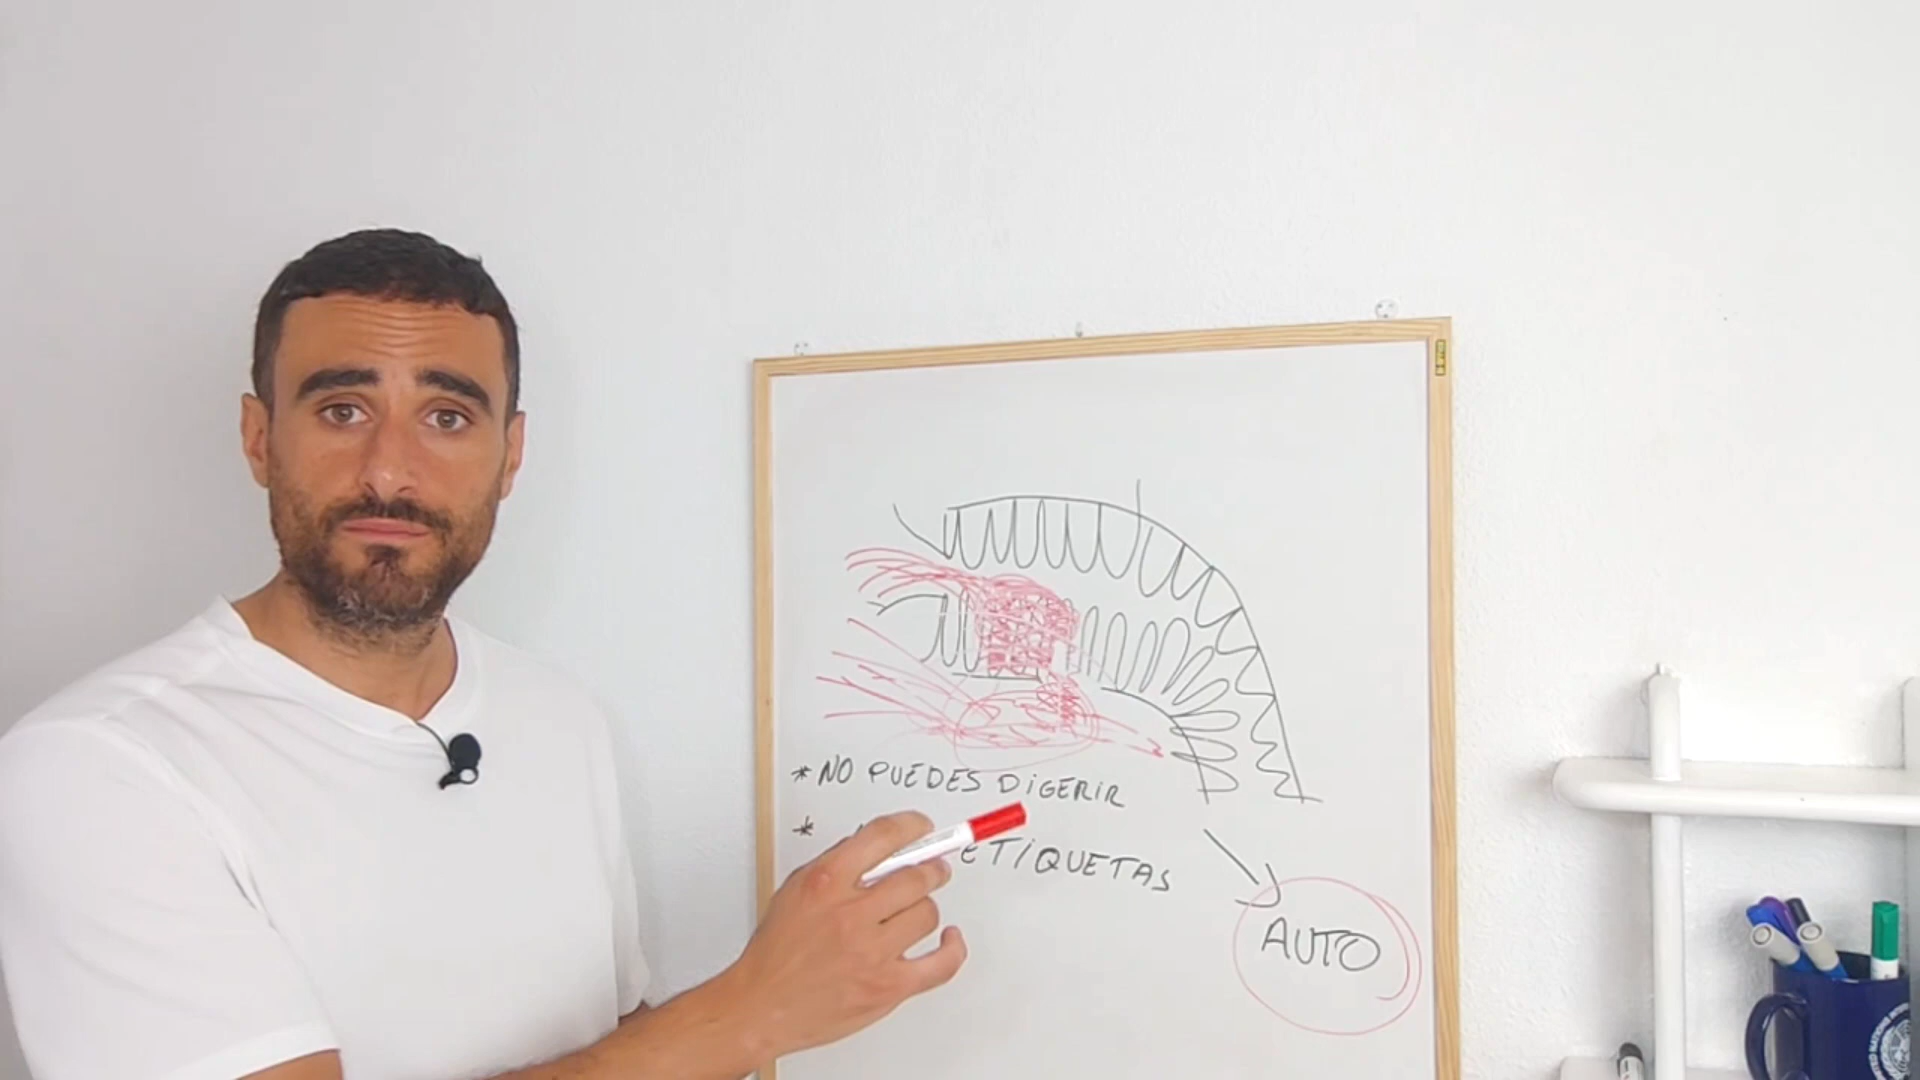 * NO PUEDES DIGERIR
* ETIQUETAS
AUTO